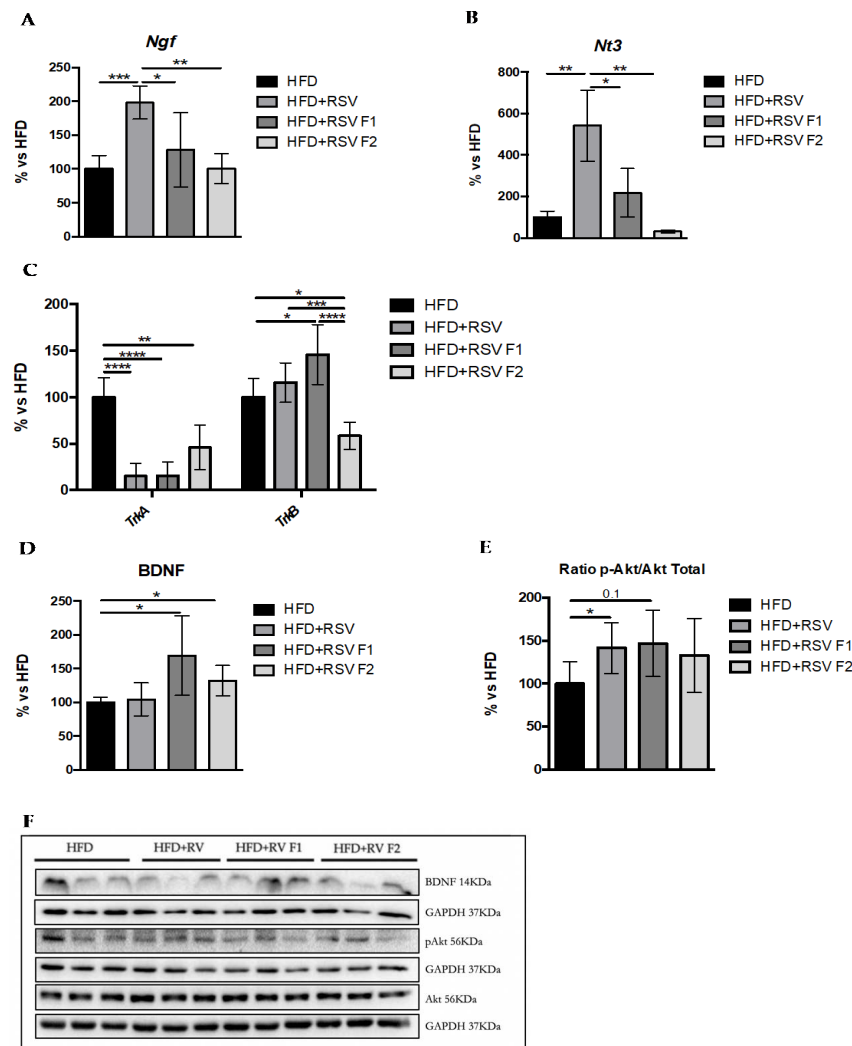 A
Ngf
% vs HFD
250
200
150
100
50
0
***
*
**
HFD
HFD+RSV
HFD+RSV F1
HFD+RSV F2
B
Nt3
% vs HFD
800
600
400
200
0
**
*
**
HFD
HFD+RSV
HFD+RSV F1
HFD+RSV F2
C
% vs HFD
200
150
100
50
0
**
****
****
*
***
*
****
TrkA
TrkB
HFD
HFD+RSV
HFD+RSV F1
HFD+RSV F2
D
BDNF
% vs HFD
250
200
150
100
50
0
*
*
HFD
HFD+RSV
HFD+RSV F1
HFD+RSV F2
E
Ratio p-Akt/Akt Total
% vs HFD
200
150
100
50
0
0.1
*
HFD
HFD+RSV
HFD+RSV F1
HFD+RSV F2
F
HFD HFD+RV HFD+RV F1 HFD+RV F2
BDNF 14KDa
GAPDH 37KDa
pAkt 56KDa
GAPDH 37KDa
Akt 56KDa
GAPDH 37KDa